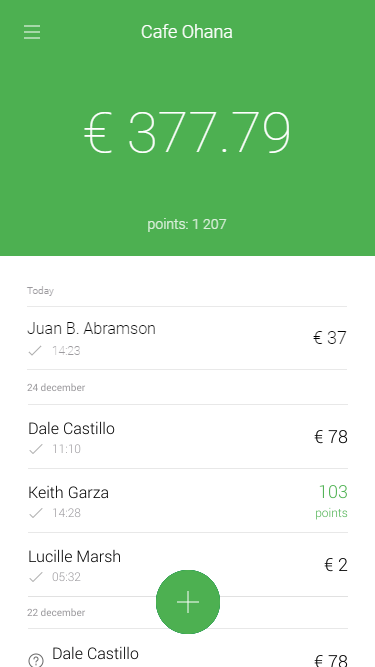 Cafe Ohana
€ 377.79
points: 1 207
Today
Juan B. Abramson
€ 37
14:23
24 december
Dale Castillo
€ 78
11:10
Keith Garza
103
14:28
points
Lucille Marsh
€ 2
05:32
22 december
Dale Castillo
€ 78